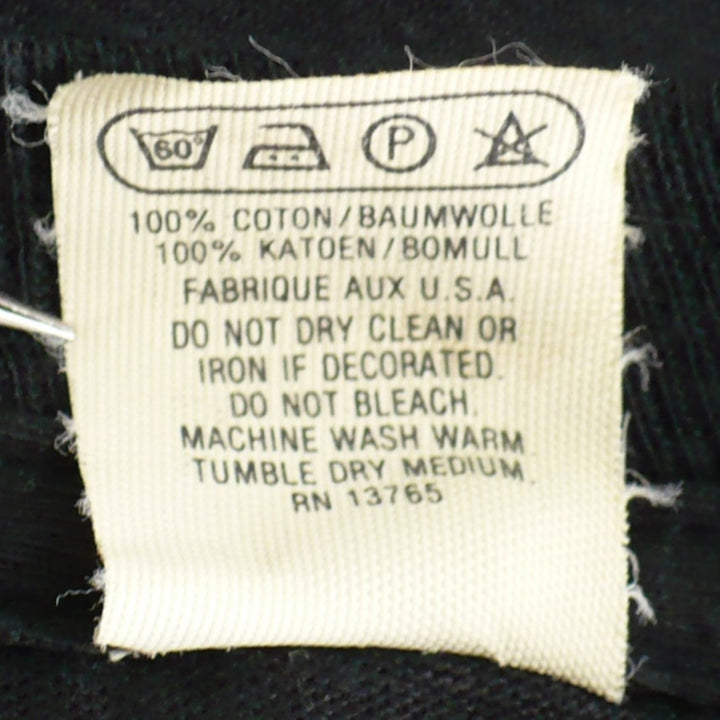 60° P CL
100% COTON/BAUMWOLLE
100% KATOEN/BOMULL
FABRIQUE AUX U.S.A.
DO NOT DRY CLEAN OR
IRON IF DECORATED.
DO NOT BLEACH.
MACHINE WASH WARM
TUMBLE DRY MEDIUM.
RN 13765